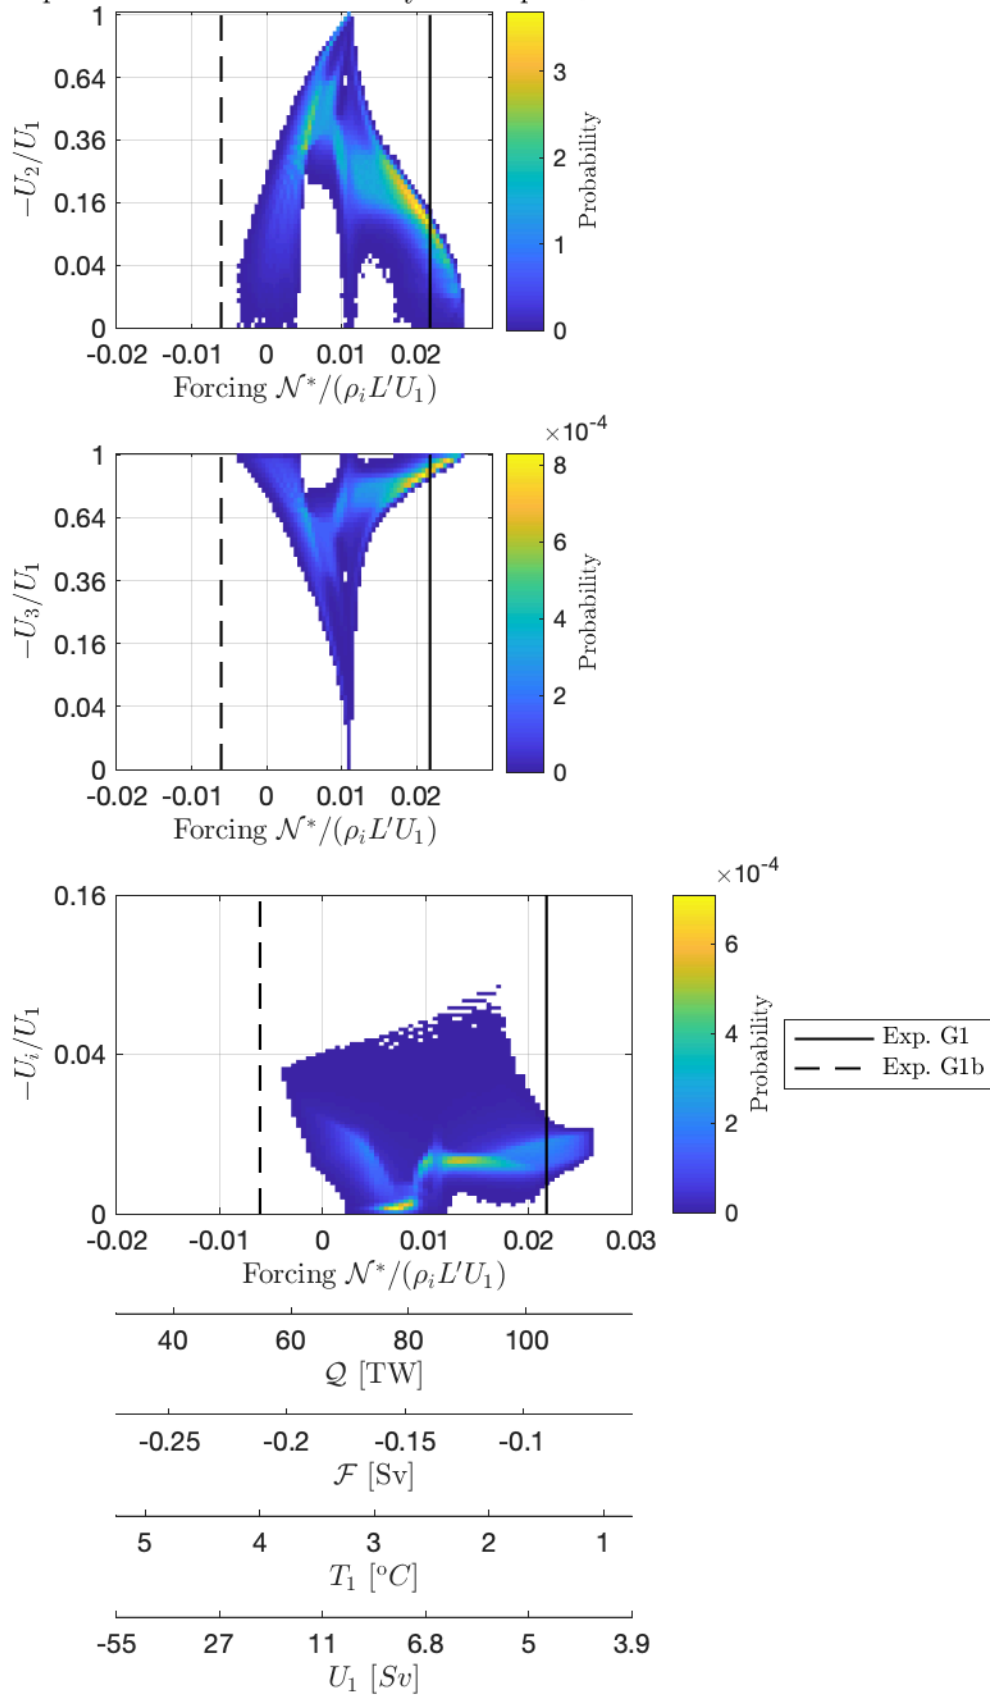 1
0.64
0.36
0.16
0.04
0
−U₂/U₁
-0.02 -0.01 0 0.01 0.02
Forcing 𝒩*/(ρᵢL′U₁)
3
2
1
0
Probability
×10⁻⁴
1
0.64
0.36
0.16
0.04
0
−U₃/U₁
-0.02 -0.01 0 0.01 0.02
Forcing 𝒩*/(ρᵢL′U₁)
8
6
4
2
0
Probability
×10⁻⁴
0.16
0.04
0
−Uᵢ/U₁
-0.02 -0.01 0 0.01 0.02 0.03
Forcing 𝒩*/(ρᵢL′U₁)
6
4
2
0
Probability
Exp. G1
Exp. G1b
40 60 80 100
𝒬 [TW]
-0.25 -0.2 -0.15 -0.1
ℱ [Sv]
5 4 3 2 1
T₁ [°C]
-55 27 11 6.8 5 3.9
U₁ [Sv]